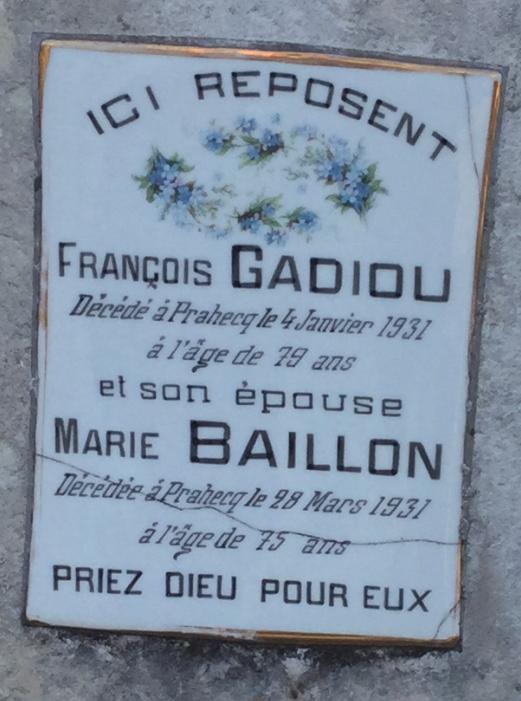 ICI REPOSENT
FRANÇOIS GADIOU
Décédé à Prahecq le 4 Janvier 1931
à l'âge de 79 ans
et son épouse
MARIE BAILLON
Décédée à Prahecq le 28 Mars 1931
à l'âge de 75 ans
PRIEZ DIEU POUR EUX